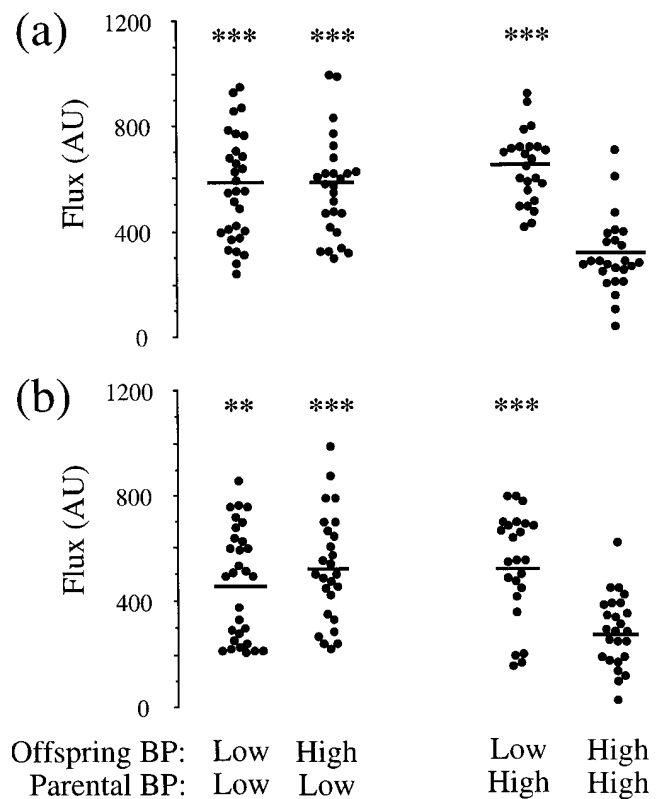 (a)
1200
*** *** ***
800
Flux (AU)
400
0
(b)
1200
** *** ***
800
Flux (AU)
400
0
Offspring BP: Low High Low High
Parental BP: Low Low High High